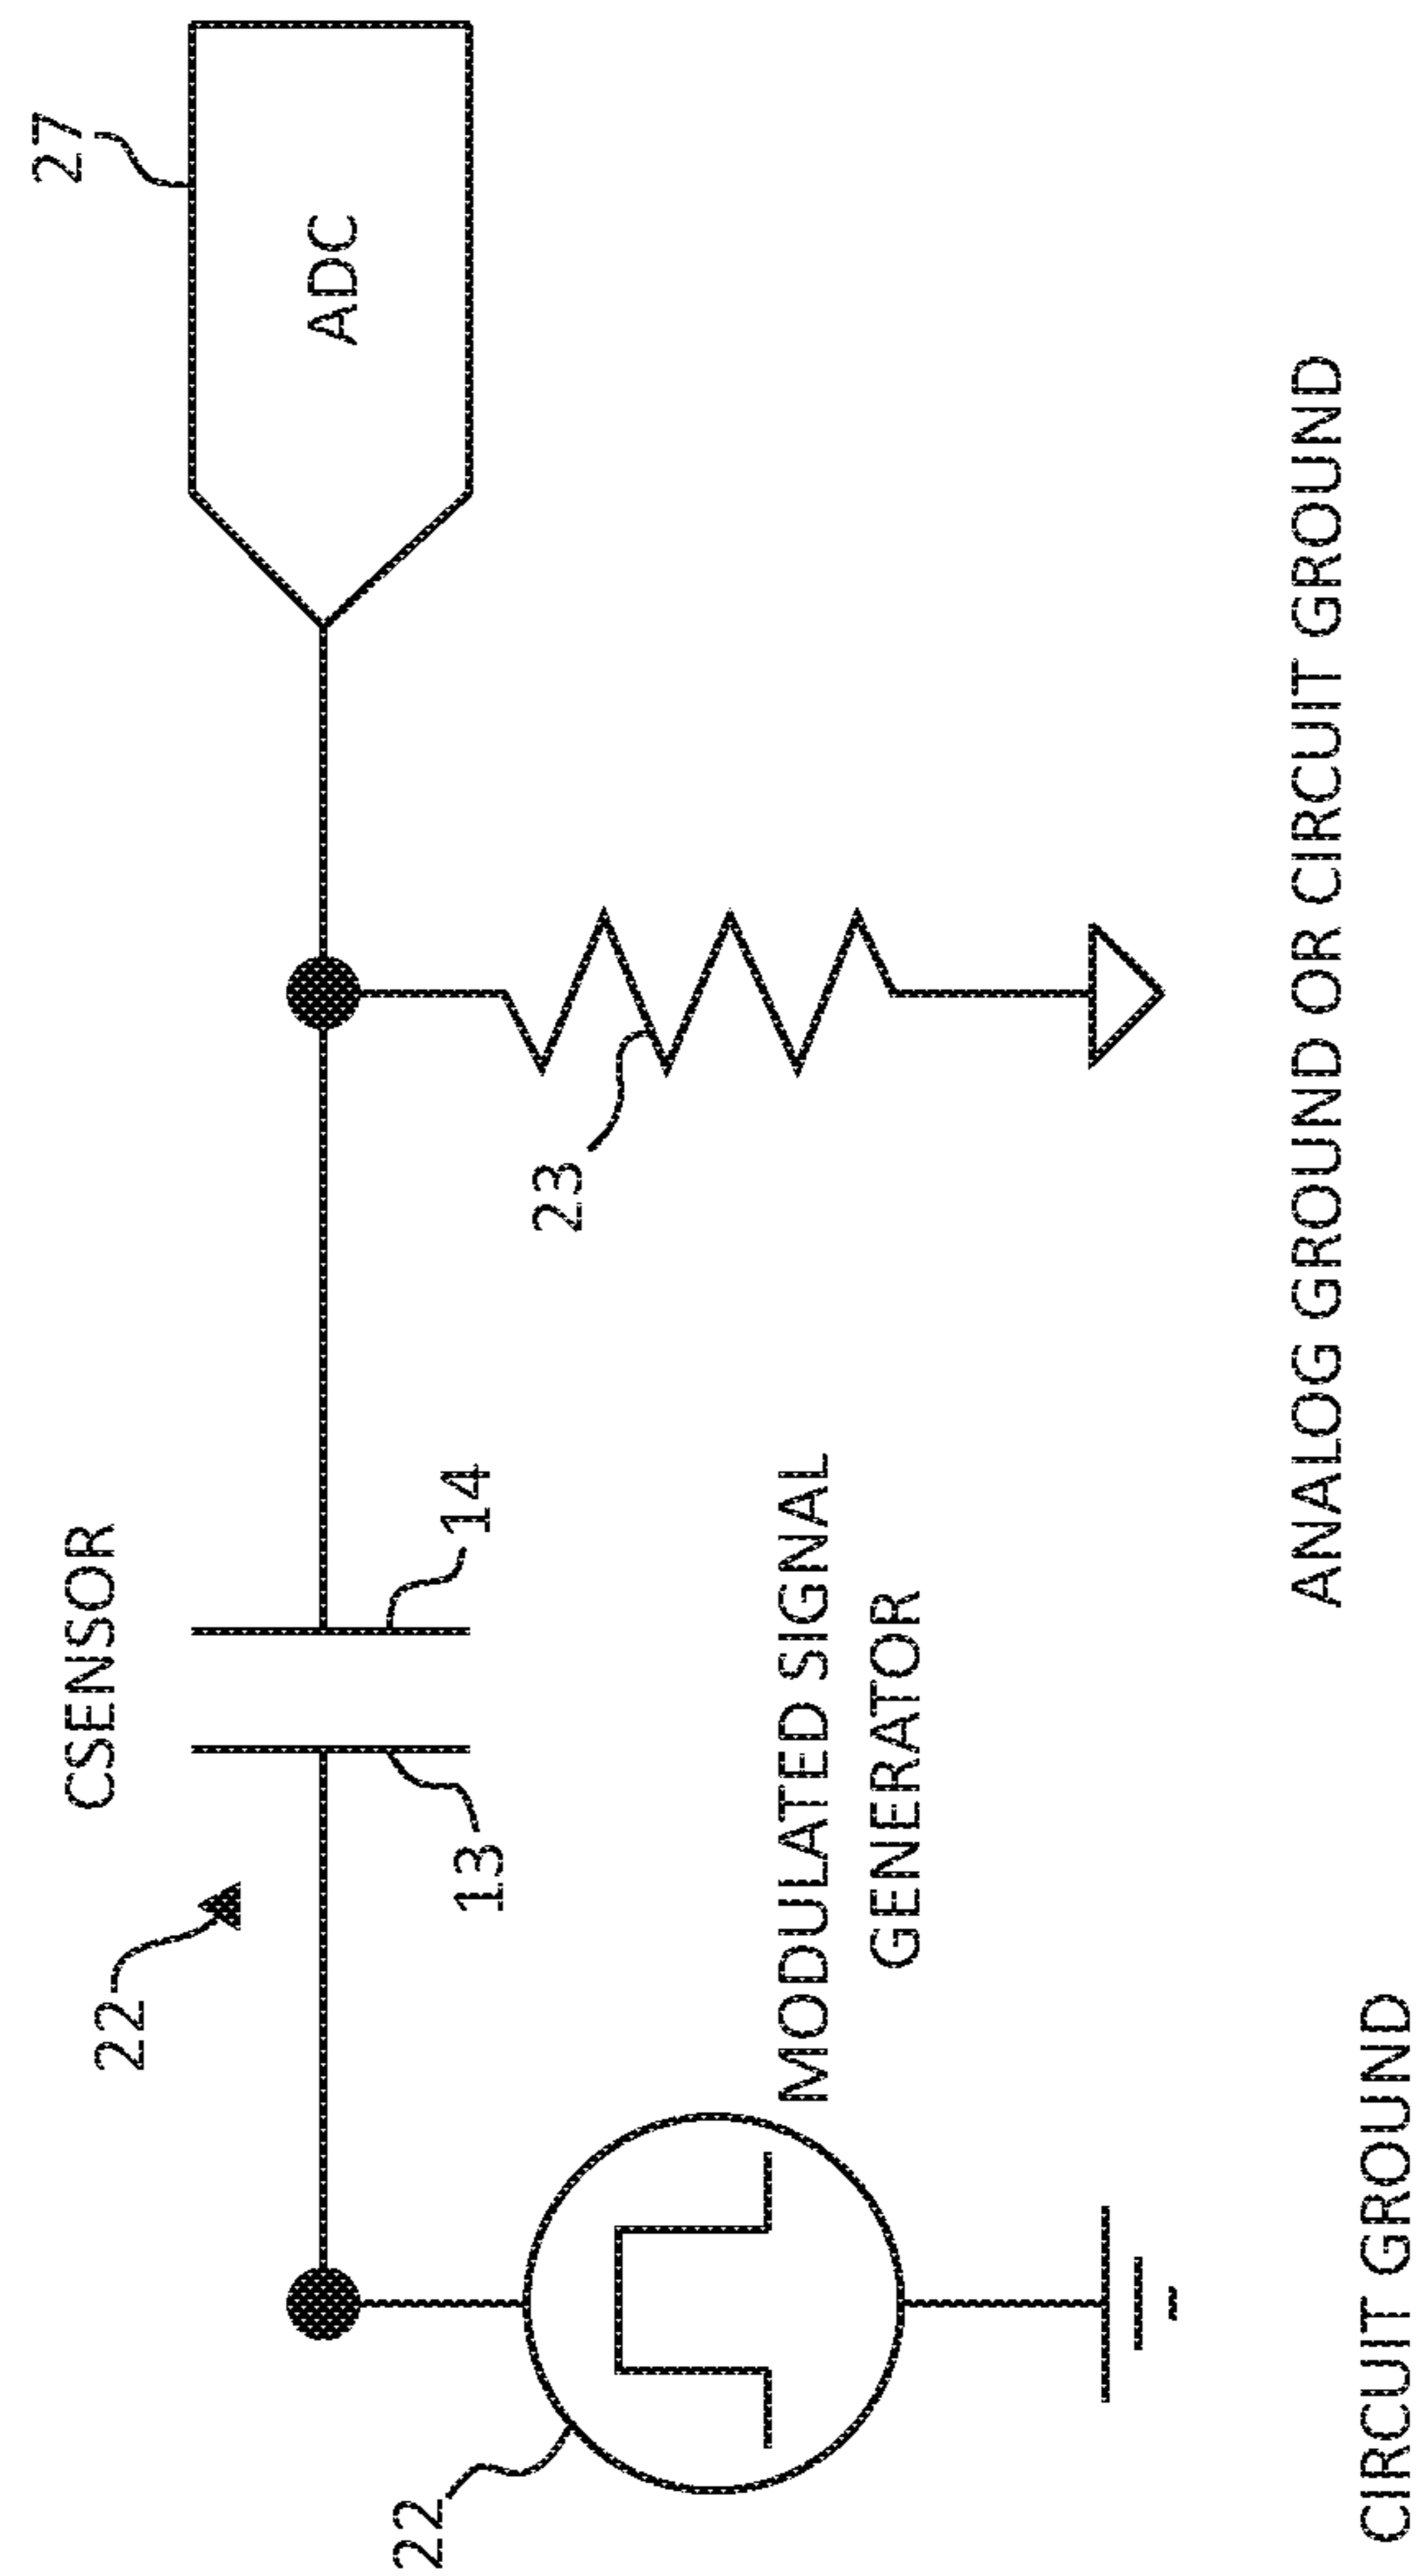 CSENSOR
27
22
ADC
13
14
22
23
MODULATED SIGNAL
GENERATOR
ANALOG GROUND OR CIRCUIT GROUND
CIRCUIT GROUND